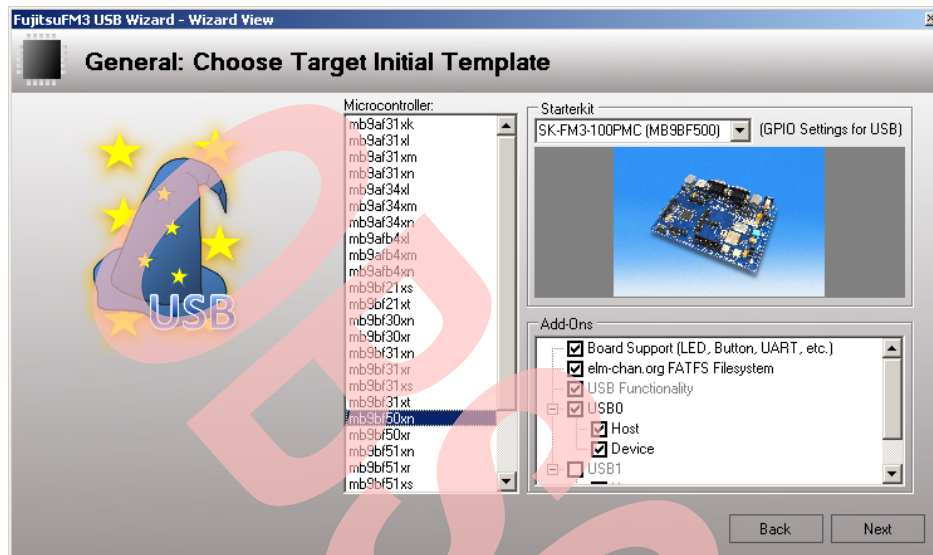 FujitsuFM3 USB Wizard - Wizard View
General: Choose Target Initial Template
USB
Microcontroller:
mb9af31xk
mb9af31xl
mb9af31xm
mb9af31xn
mb9af34xl
mb9af34xm
mb9af34xn
mb9afb4xl
mb9afb4xm
mb9afb4xn
mb9bf21xs
mb9bf21xt
mb9bf30xn
mb9bf30xr
mb9bf31xn
mb9bf31xr
mb9bf31xs
mb9bf31xt
mb9bf50xn
mb9bf50xr
mb9bf51xn
mb9bf51xr
mb9bf51xs
Starterkit
SK-FM3-100PMC (MB9BF500) (GPIO Settings for USB)
Add-Ons
Board Support (LED, Button, UART, etc.)
elm-chan.org FATFS Filesystem
USB Functionality
USB0
Host
Device
USB1
Back Next